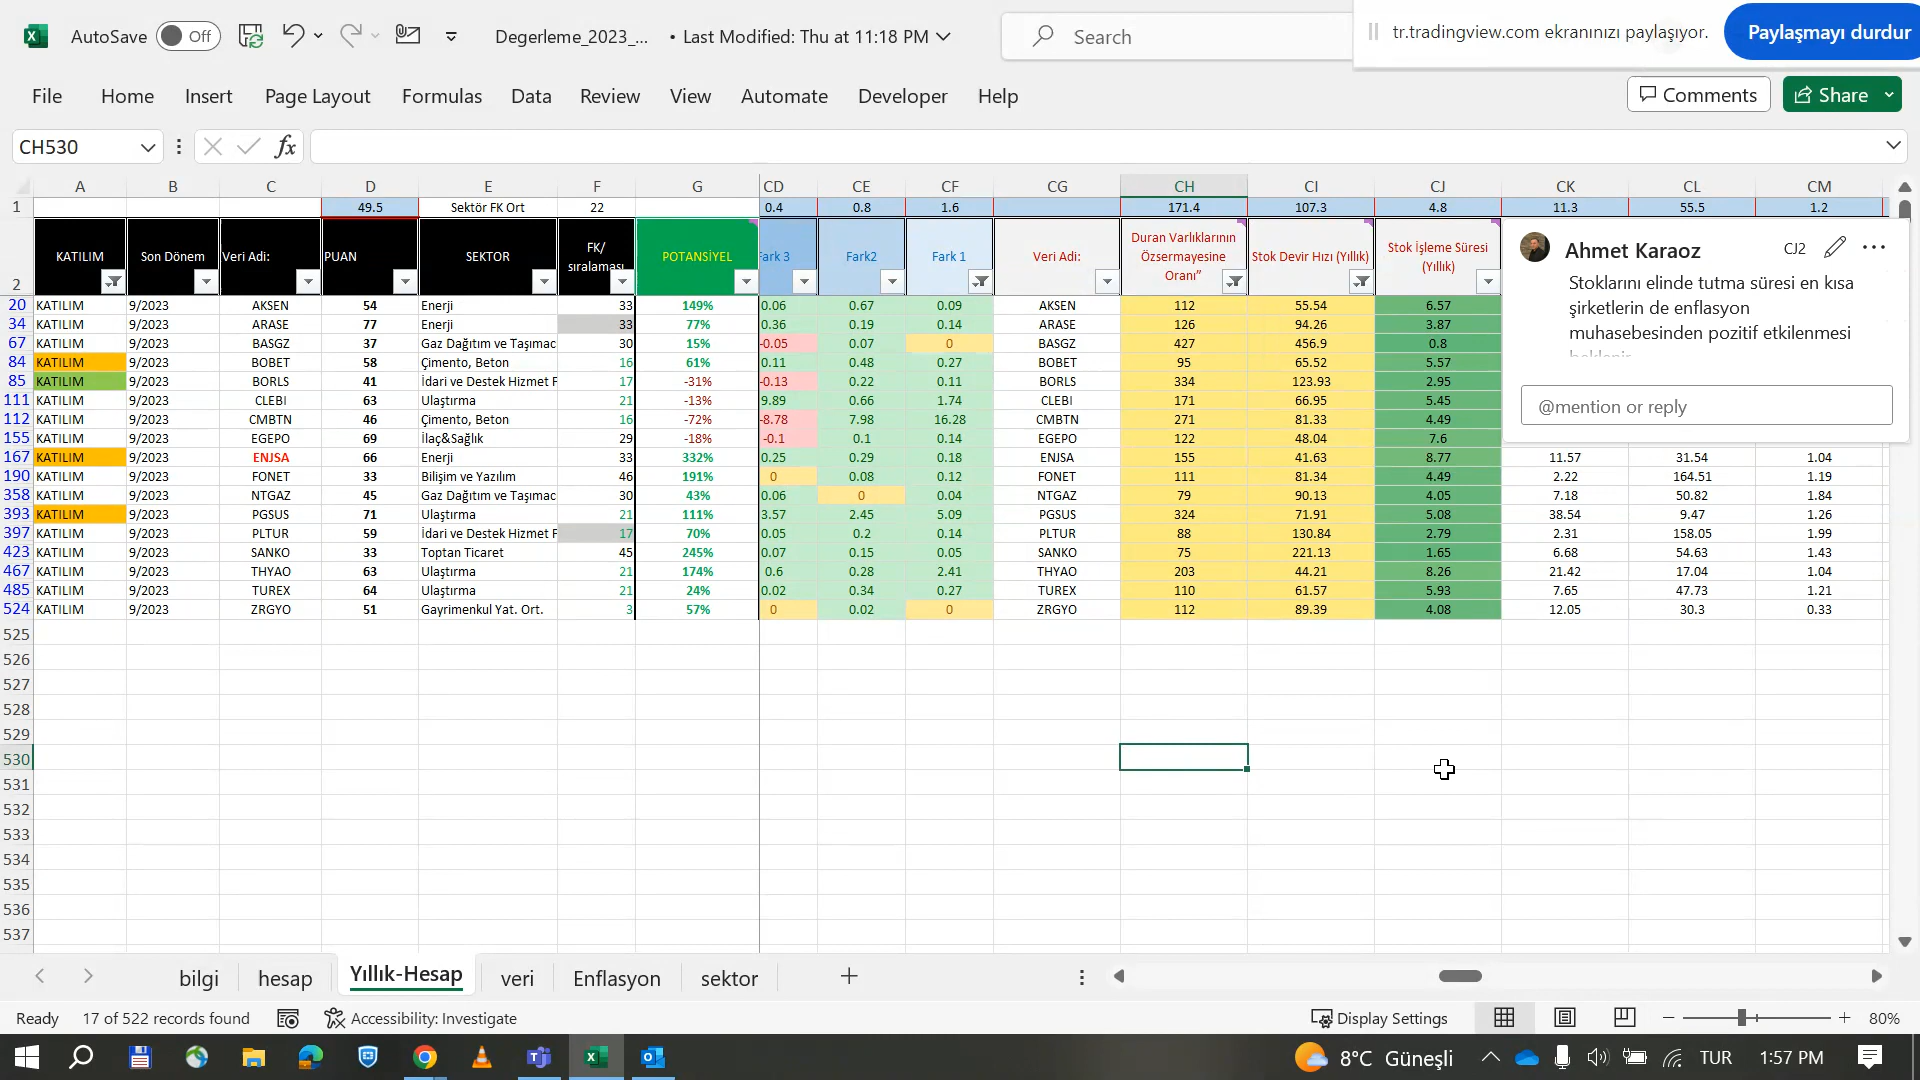 AutoSave Off Degerleme_2023_... • Last Modified: Thu at 11:18 PM Search
tr.tradingview.com ekranınızı paylaşıyor. Paylaşmayı durdur
File Home Insert Page Layout Formulas Data Review View Automate Developer Help Comments Share
CH530 fx
A B C D E F G CD CE CF CG CH CI CJ CK CL CM
1 49.5 Sektör FK Ort 22 0.4 0.8 1.6 171.4 107.3 4.8 11.3 55.5 1.2
2 KATILIM Son Dönem Veri Adi: PUAN SEKTOR FK/ sıralaması POTANSİYEL Fark 3 Fark2 Fark 1 Veri Adi: Duran Varlıklarının Özsermayesine Oranı” Stok Devir Hızı (Yıllık) Stok İşleme Süresi (Yıllık)
20 KATILIM 9/2023 AKSEN 54 Enerji 33 149% 0.06 0.67 0.09 AKSEN 112 55.54 6.57
34 KATILIM 9/2023 ARASE 77 Enerji 33 77% 0.36 0.19 0.14 ARASE 126 94.26 3.87
67 KATILIM 9/2023 BASGZ 37 Gaz Dağıtım ve Taşımac 30 15% -0.05 0.07 0 BASGZ 427 456.9 0.8
84 KATILIM 9/2023 BOBET 58 Çimento, Beton 16 61% 0.11 0.48 0.27 BOBET 95 65.52 5.57
85 KATILIM 9/2023 BORLS 41 İdari ve Destek Hizmet F 17 -31% -0.13 0.22 0.11 BORLS 334 123.93 2.95
111 KATILIM 9/2023 CLEBI 63 Ulaştırma 21 -13% 9.89 0.66 1.74 CLEBI 171 66.95 5.45
112 KATILIM 9/2023 CMBTN 46 Çimento, Beton 16 -72% -8.78 7.98 16.28 CMBTN 271 81.33 4.49
155 KATILIM 9/2023 EGEPO 69 İlaç&Sağlık 29 -18% -0.1 0.1 0.14 EGEPO 122 48.04 7.6
167 KATILIM 9/2023 ENJSA 66 Enerji 33 332% 0.25 0.29 0.18 ENJSA 155 41.63 8.77 11.57 31.54 1.04
190 KATILIM 9/2023 FONET 33 Bilişim ve Yazılım 46 191% 0 0.08 0.12 FONET 111 81.34 4.49 2.22 164.51 1.19
358 KATILIM 9/2023 NTGAZ 45 Gaz Dağıtım ve Taşımac 30 43% 0.06 0 0.04 NTGAZ 79 90.13 4.05 7.18 50.82 1.84
393 KATILIM 9/2023 PGSUS 71 Ulaştırma 21 111% 3.57 2.45 5.09 PGSUS 324 71.91 5.08 38.54 9.47 1.26
397 KATILIM 9/2023 PLTUR 59 İdari ve Destek Hizmet F 17 70% 0.05 0.2 0.14 PLTUR 88 130.84 2.79 2.31 158.05 1.99
423 KATILIM 9/2023 SANKO 33 Toptan Ticaret 45 245% 0.07 0.15 0.05 SANKO 75 221.13 1.65 6.68 54.63 1.43
467 KATILIM 9/2023 THYAO 63 Ulaştırma 21 174% 0.6 0.28 2.41 THYAO 203 44.21 8.26 21.42 17.04 1.04
485 KATILIM 9/2023 TUREX 64 Ulaştırma 21 24% 0.02 0.34 0.27 TUREX 110 61.57 5.93 7.65 47.73 1.21
524 KATILIM 9/2023 ZRGYO 51 Gayrimenkul Yat. Ort. 3 57% 0 0.02 0 ZRGYO 112 89.39 4.08 12.05 30.3 0.33
Ahmet Karaoz CJ2
Stoklarını elinde tutma süresi en kısa
şirketlerin de enflasyon
muhasebesinden pozitif etkilenmesi
@mention or reply
525
526
527
528
529
530
531
532
533
534
535
536
537
bilgi hesap Yıllık-Hesap veri Enflasyon sektor
Ready 17 of 522 records found Accessibility: Investigate Display Settings 80%
8°C Güneşli TUR 1:57 PM